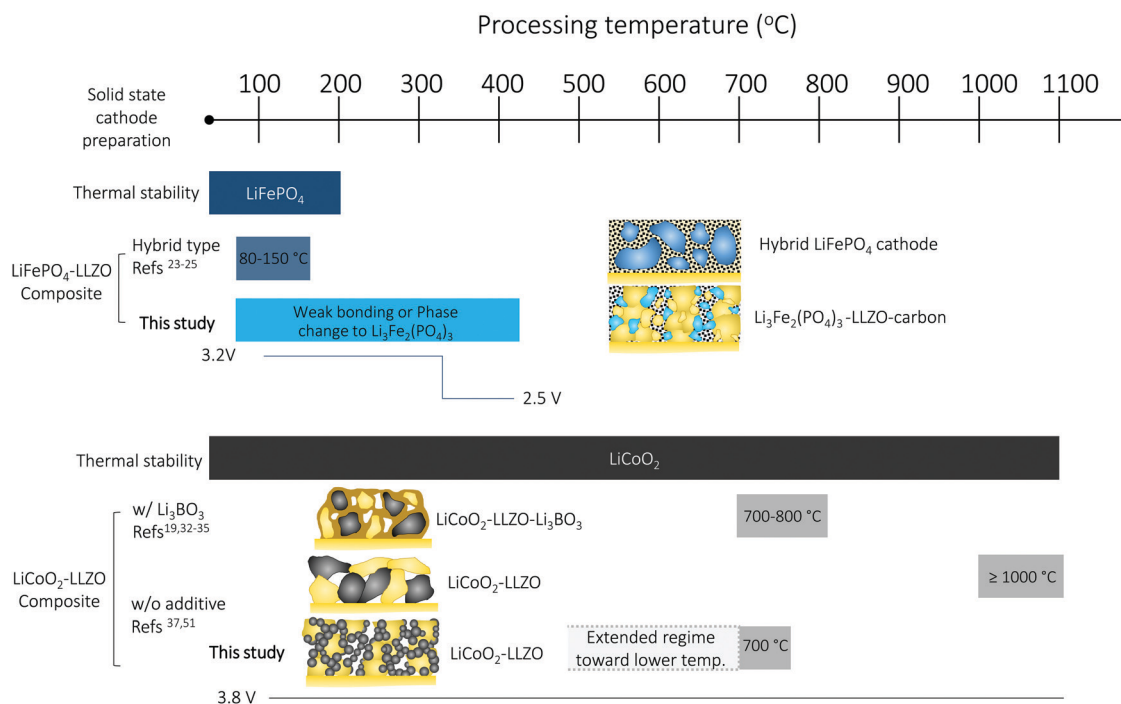 Processing temperature (°C)
Solid state
cathode
preparation
100 200 300 400 500 600 700 800 900 1000 1100
Thermal stability
LiFePO₄
LiFePO₄-LLZO
Composite
Hybrid type
Refs ²³⁻²⁵
80-150 °C
Hybrid LiFePO₄ cathode
This study
Weak bonding or Phase
change to Li₃Fe₂(PO₄)₃
Li₃Fe₂(PO₄)₃-LLZO-carbon
3.2V
2.5 V
Thermal stability
LiCoO₂
LiCoO₂-LLZO
Composite
w/ Li₃BO₃
Refs¹⁹,³²⁻³⁵
LiCoO₂-LLZO-Li₃BO₃
700-800 °C
w/o additive
Refs ³⁷,⁵¹
LiCoO₂-LLZO
≥ 1000 °C
This study
LiCoO₂-LLZO
Extended regime
toward lower temp.
700 °C
3.8 V